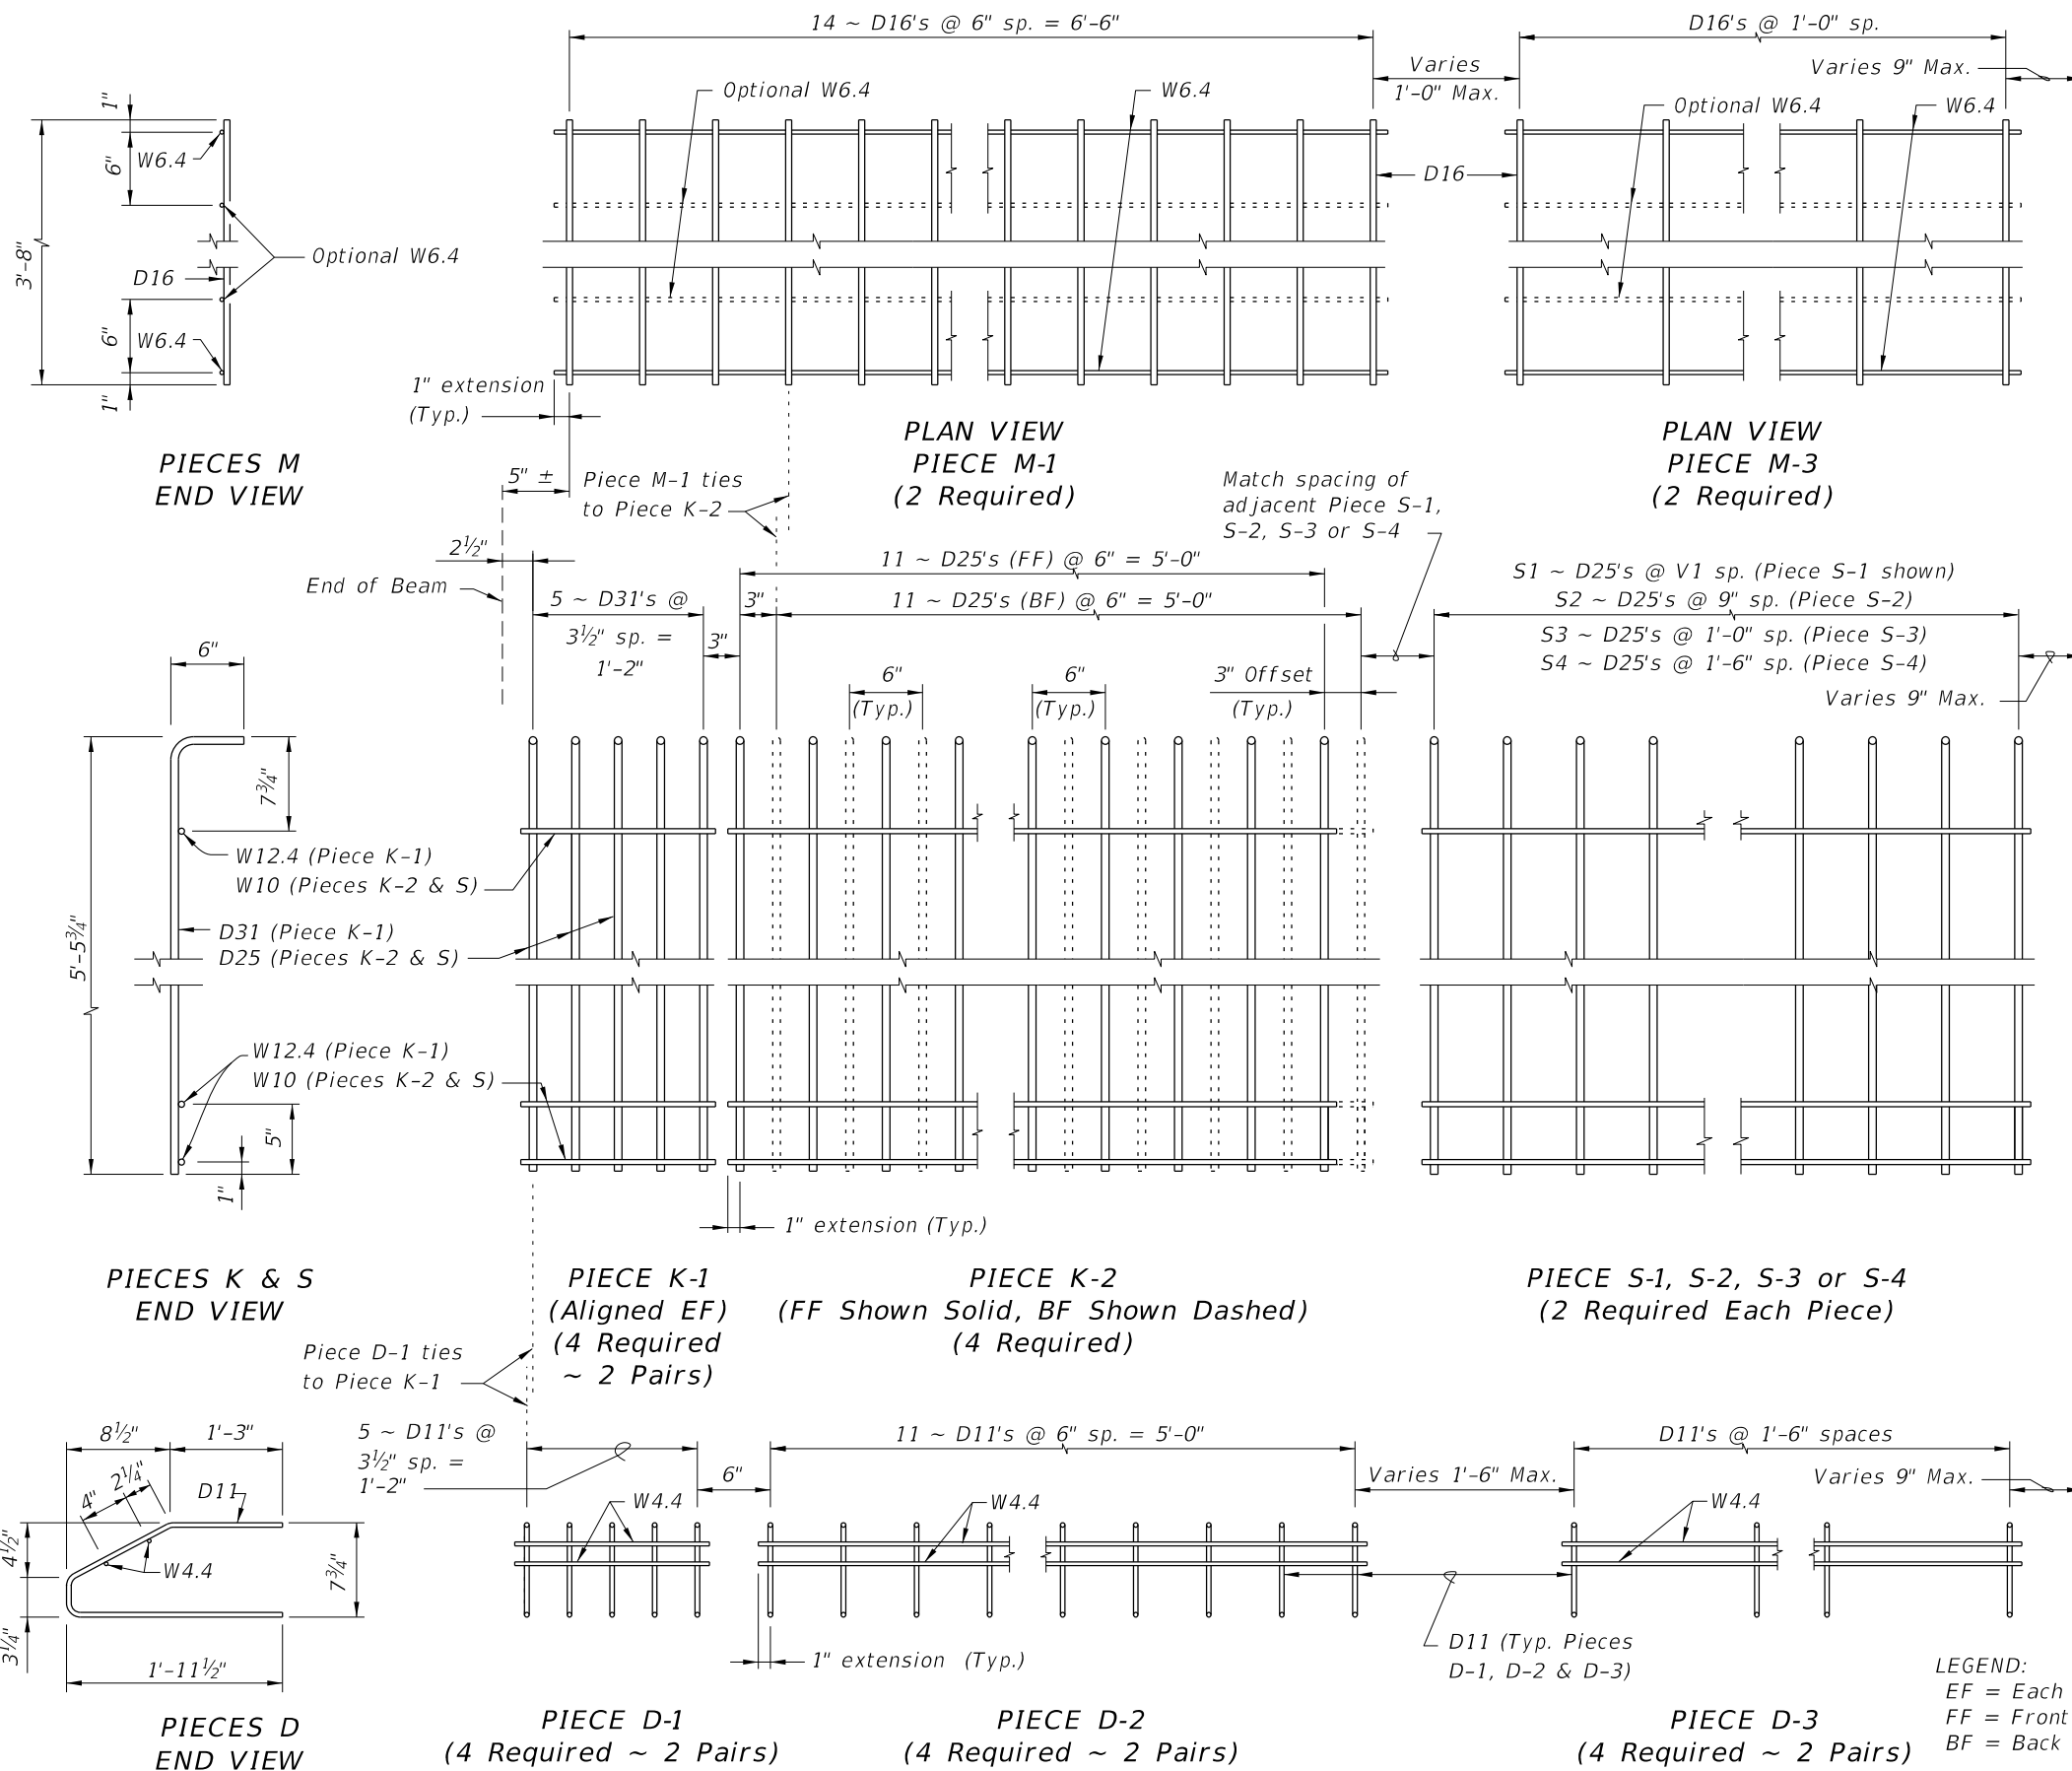 14 ~ D16's @ 6" sp. = 6'-6"
D16's @ 1'-0" sp.
Varies
1'-0" Max.
Varies 9" Max.
Optional W6.4
W6.4
Optional W6.4
W6.4
1"
6"
W6.4
3'-8"
Optional W6.4
D16
6"
W6.4
1"
D16
1" extension
(Typ.)
PIECES M
END VIEW
PLAN VIEW
PIECE M-1
(2 Required)
PLAN VIEW
PIECE M-3
(2 Required)
5" ±
Piece M-1 ties
to Piece K-2
Match spacing of
adjacent Piece S-1,
S-2, S-3 or S-4
2½"
End of Beam
11 ~ D25's (FF) @ 6" = 5'-0"
5 ~ D31's @
3½" sp. =
1'-2"
3"
11 ~ D25's (BF) @ 6" = 5'-0"
3"
S1 ~ D25's @ V1 sp. (Piece S-1 shown)
S2 ~ D25's @ 9" sp. (Piece S-2)
S3 ~ D25's @ 1'-0" sp. (Piece S-3)
S4 ~ D25's @ 1'-6" sp. (Piece S-4)
Varies 9" Max.
6"
6"
(Typ.)
6"
(Typ.)
3" Offset
(Typ.)
7¾"
5'-5¾"
W12.4 (Piece K-1)
W10 (Pieces K-2 & S)
D31 (Piece K-1)
D25 (Pieces K-2 & S)
W12.4 (Piece K-1)
W10 (Pieces K-2 & S)
5"
1"
1" extension (Typ.)
PIECES K & S
END VIEW
PIECE K-1
(Aligned EF)
(4 Required
~ 2 Pairs)
PIECE K-2
(FF Shown Solid, BF Shown Dashed)
(4 Required)
PIECE S-1, S-2, S-3 or S-4
(2 Required Each Piece)
Piece D-1 ties
to Piece K-1
8½"
1'-3"
4"
2¼"
D11
4½"
W4.4
7¾"
3¼"
1'-11½"
5 ~ D11's @
3½" sp. =
1'-2"
6"
11 ~ D11's @ 6" sp. = 5'-0"
Varies 1'-6" Max.
D11's @ 1'-6" spaces
Varies 9" Max.
W4.4
W4.4
W4.4
1" extension (Typ.)
D11 (Typ. Pieces
D-1, D-2 & D-3)
PIECES D
END VIEW
PIECE D-1
(4 Required ~ 2 Pairs)
PIECE D-2
(4 Required ~ 2 Pairs)
PIECE D-3
(4 Required ~ 2 Pairs)
LEGEND:
EF = Each
FF = Front
BF = Back